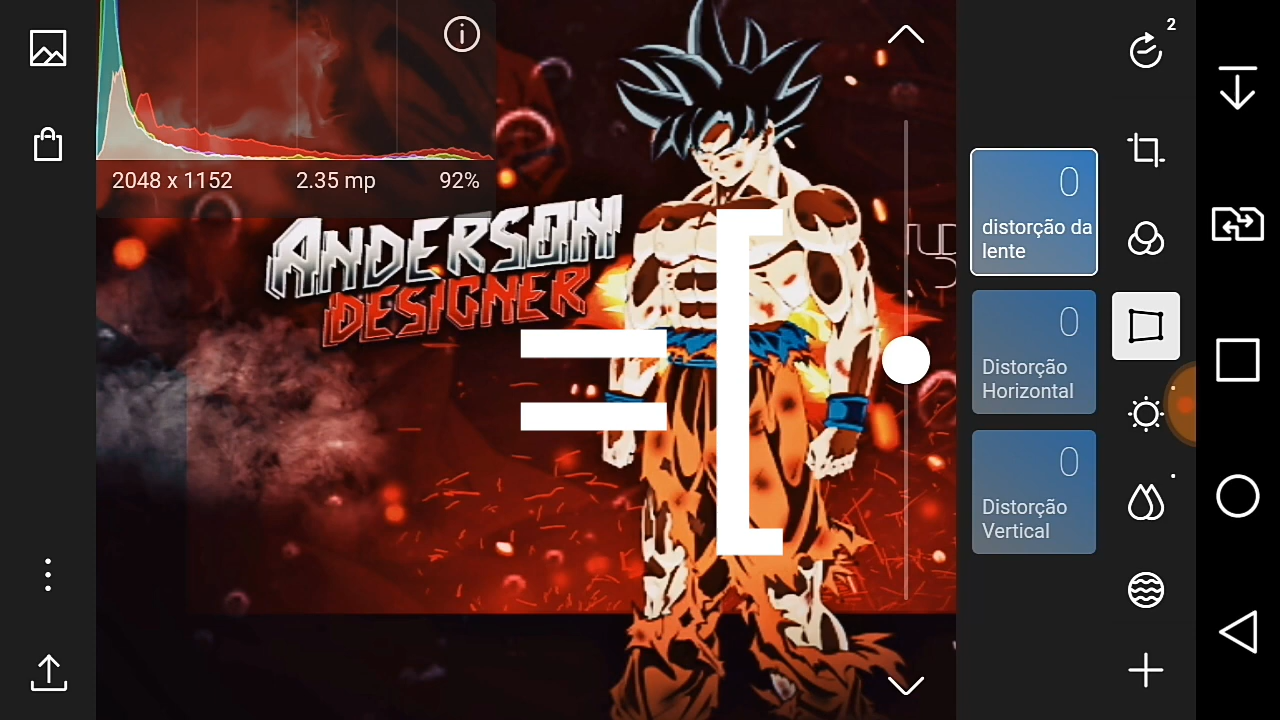 2
2048 x 1152
2.35 mp
92%
ANDERSON
DESIGNER
=[
0
distorção da
lente
0
Distorção
Horizontal
0
Distorção
Vertical